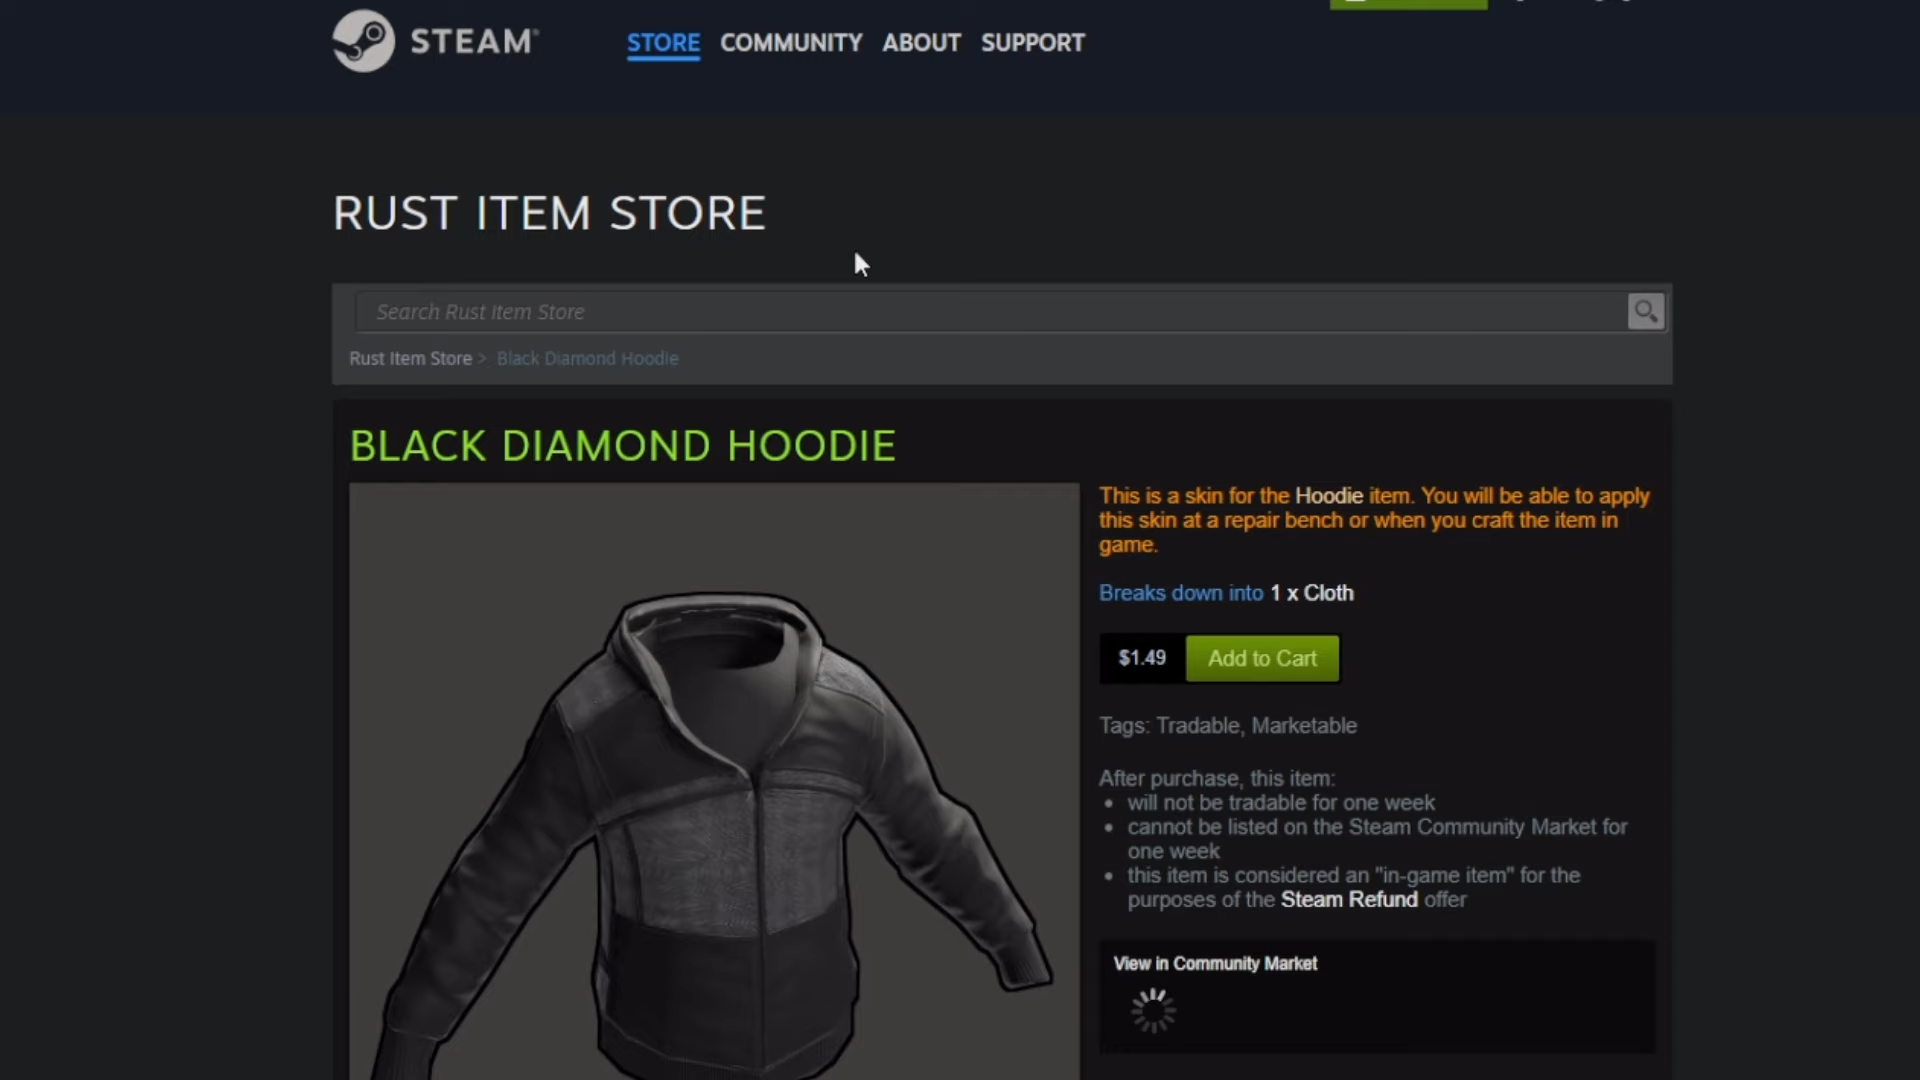 STEAM
STORE COMMUNITY ABOUT SUPPORT
RUST ITEM STORE
Search Rust Item Store
Rust Item Store > Black Diamond Hoodie
BLACK DIAMOND HOODIE
This is a skin for the Hoodie item. You will be able to apply
this skin at a repair bench or when you craft the item in
game.
Breaks down into 1 x Cloth
$1.49 Add to Cart
Tags: Tradable, Marketable
After purchase, this item:
• will not be tradable for one week
• cannot be listed on the Steam Community Market for
one week
• this item is considered an "in-game item" for the
purposes of the Steam Refund offer
View in Community Market